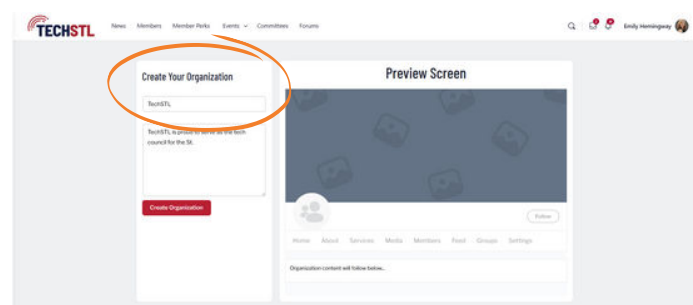 TECHSTL
News Members Member Perks Events Committees Forums
Emily Hemingway
Create Your Organization
TechSTL
TechSTL is proud to serve as the tech
council for the St.
Create Organization
Preview Screen
Follow
Home About Services Media Members Feed Groups Settings
Organization content will follow below..